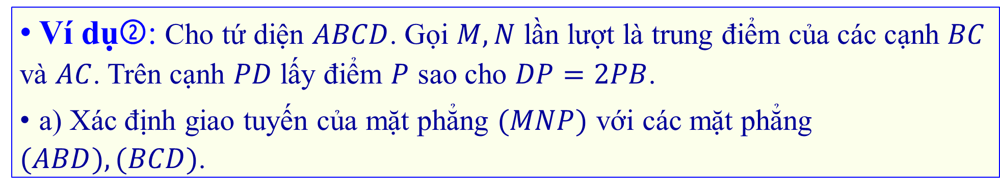 • Ví dụ②: Cho tứ diện ABCD. Gọi M, N lần lượt là trung điểm của các cạnh BC
và AC. Trên cạnh PD lấy điểm P sao cho DP = 2PB.
• a) Xác định giao tuyến của mặt phẳng (MNP) với các mặt phẳng
(ABD), (BCD).